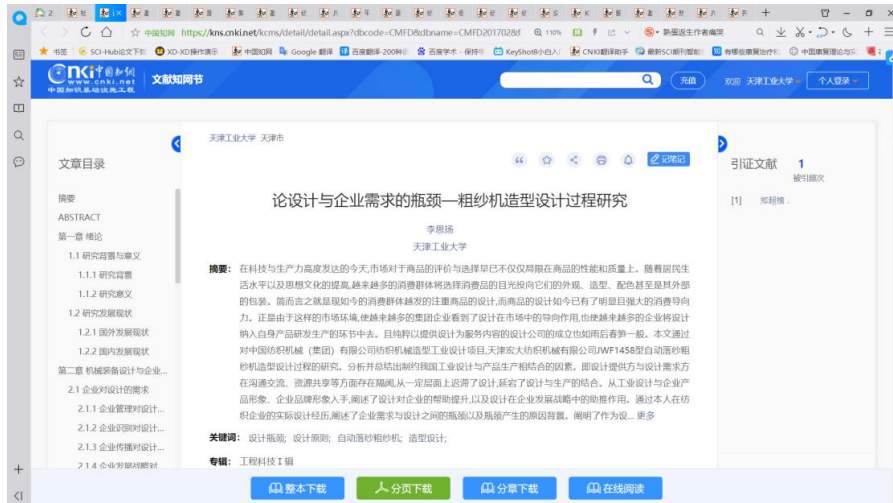 中国知网 https://kns.cnki.net/kcms/detail/detail.aspx?dbcode=CMFD&dbname=CMFD201702&f 110%
书签 SCI-Hub论文下载 XD-XD操作演示 中国知网 Google 翻译 百度学术 - 保持学 CNKI翻译助手 最新SCI期刊智能
CNKI 中国知网
www.cnki.net
中国知识基础设施工程
文献知网节
充值
欢迎 天津工业大学
个人登录
文章目录
摘要
ABSTRACT
第一章 绪论
1.1 研究背景与意义
1.1.1 研究背景
1.1.2 研究意义
1.2 研究发展现状
1.2.1 国外发展现状
1.2.2 国内发展现状
第二章 机械装备设计与企业...
2.1 企业对设计的需求
2.1.1 企业管理对设计...
2.1.2 企业识别对设计...
2.1.3 企业传播对设计...
2.1.4 企业发展战略对
天津工业大学 天津市
记笔记
论设计与企业需求的瓶颈—粗纱机造型设计过程研究
李思扬
天津工业大学
摘要: 在科技与生产力高度发达的今天,市场对于商品的评价与选择早已不仅仅局限在商品的性能和质量上。随着居民生
活水平以及思想文化的提高,越来越多的消费群体将选择消费品的目光投向它们的外观、造型、配色甚至是其外部
的包装。简而言之就是现如今的消费群体越发的注重商品的设计,而商品的设计如今已有了明显且强大的消费导向
力。正是由于这样的市场环境,使越来越多的集团企业看到了设计在市场中的导向作用,也使越来越多的企业将设计
纳入自身产品研发生产的环节中去。且纯粹以提供设计为服务内容的设计公司的成立也如雨后春笋一般。本文通过
对中国纺织机械（集团）有限公司纺织机械造型工业设计项目,天津宏大纺织机械有限公司JWF1458型自动落纱粗
纱机造型设计过程的研究。分析并总结出制约我国工业设计与产品生产相结合的因素。即设计提供方与设计需求方
在沟通交流、资源共享等方面存在隔阂,从一定层面上迟滞了设计,延宕了设计与生产的结合。从工业设计与企业产
品形象、企业品牌形象入手,阐述了设计对企业的帮助提升,以及设计在企业发展战略中的助推作用。通过本人在纺
织企业的实际设计经历,阐述了企业需求与设计之间的瓶颈以及瓶颈产生的原因背景。阐明了作为设... 更多
关键词: 设计瓶颈; 设计原则; 自动落纱粗纱机; 造型设计;
专辑: 工程科技 I 辑
引证文献 1
被引频次
[1] 郑超楠 .
整本下载
分页下载
分章下载
在线阅读